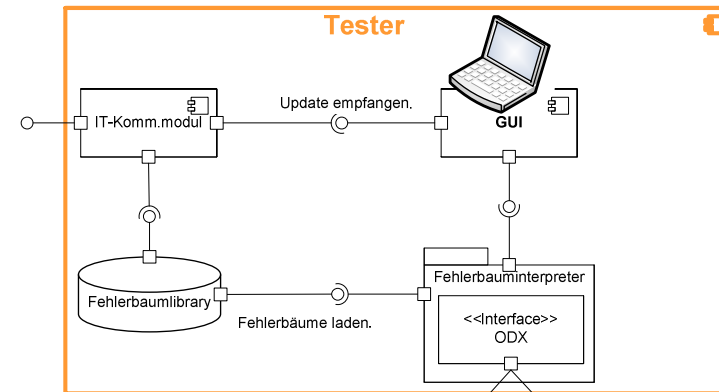 Tester
Update empfangen.
IT-Komm.modul
GUI
Fehlerbauminterpreter
Fehlerbaumlibrary
Fehlerbäume laden.
<<Interface>>
ODX